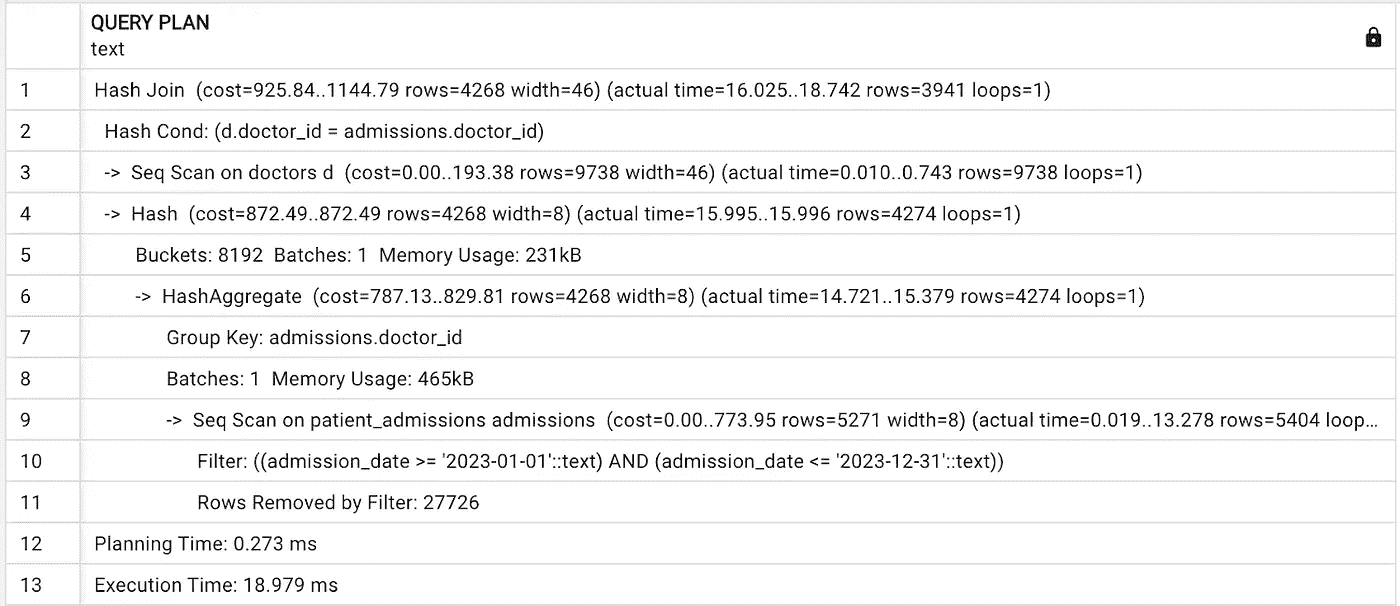 QUERY PLAN
text
1 Hash Join (cost=925.84..1144.79 rows=4268 width=46) (actual time=16.025..18.742 rows=3941 loops=1)
2 Hash Cond: (d.doctor_id = admissions.doctor_id)
3 -> Seq Scan on doctors d (cost=0.00..193.38 rows=9738 width=46) (actual time=0.010..0.743 rows=9738 loops=1)
4 -> Hash (cost=872.49..872.49 rows=4268 width=8) (actual time=15.995..15.996 rows=4274 loops=1)
5 Buckets: 8192 Batches: 1 Memory Usage: 231kB
6 -> HashAggregate (cost=787.13..829.81 rows=4268 width=8) (actual time=14.721..15.379 rows=4274 loops=1)
7 Group Key: admissions.doctor_id
8 Batches: 1 Memory Usage: 465kB
9 -> Seq Scan on patient_admissions admissions (cost=0.00..773.95 rows=5271 width=8) (actual time=0.019..13.278 rows=5404 loop...
10 Filter: ((admission_date >= '2023-01-01'::text) AND (admission_date <= '2023-12-31'::text))
11 Rows Removed by Filter: 27726
12 Planning Time: 0.273 ms
13 Execution Time: 18.979 ms